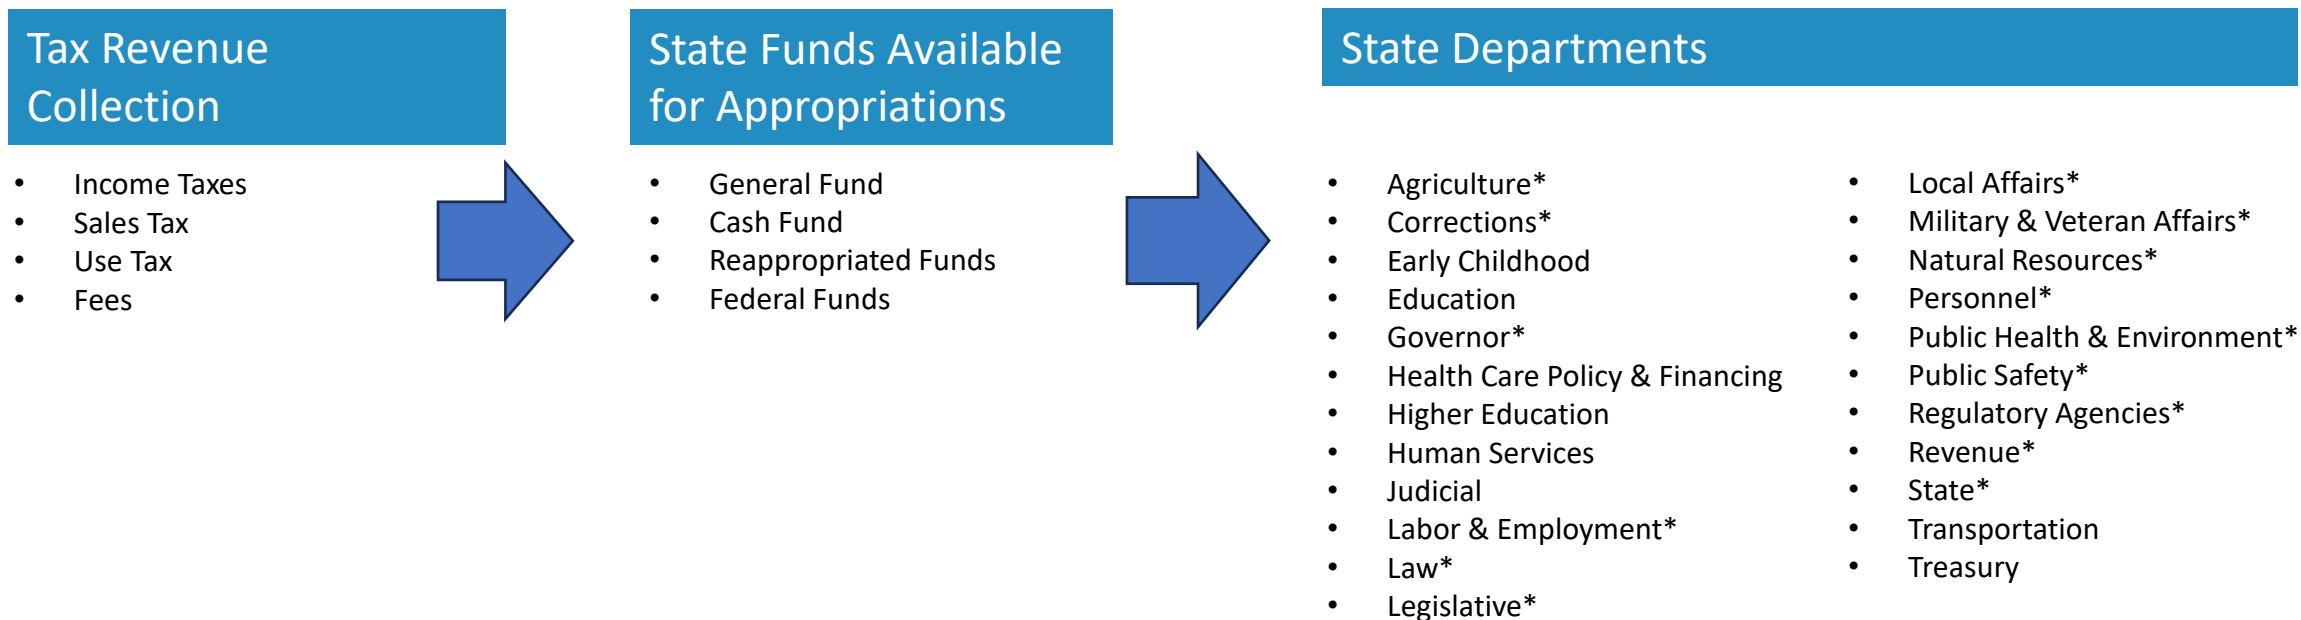 Tax Revenue
Collection
• Income Taxes
• Sales Tax
• Use Tax
• Fees
State Funds Available
for Appropriations
• General Fund
• Cash Fund
• Reappropriated Funds
• Federal Funds
State Departments
• Agriculture*
• Corrections*
• Early Childhood
• Education
• Governor*
• Health Care Policy & Financing
• Higher Education
• Human Services
• Judicial
• Labor & Employment*
• Law*
• Legislative*
• Local Affairs*
• Military & Veteran Affairs*
• Natural Resources*
• Personnel*
• Public Health & Environment*
• Public Safety*
• Regulatory Agencies*
• Revenue*
• State*
• Transportation
• Treasury